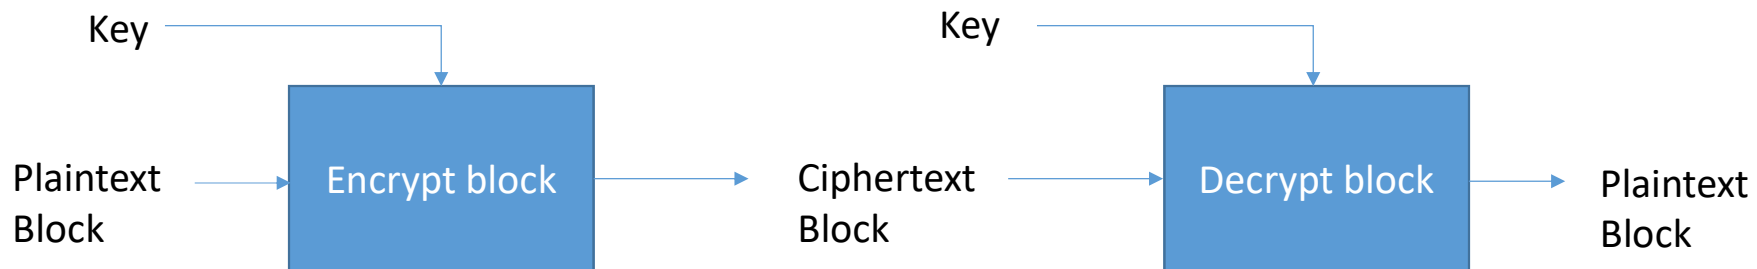 Key
Key
Plaintext
Block
Encrypt block
Ciphertext
Block
Decrypt block
Plaintext
Block